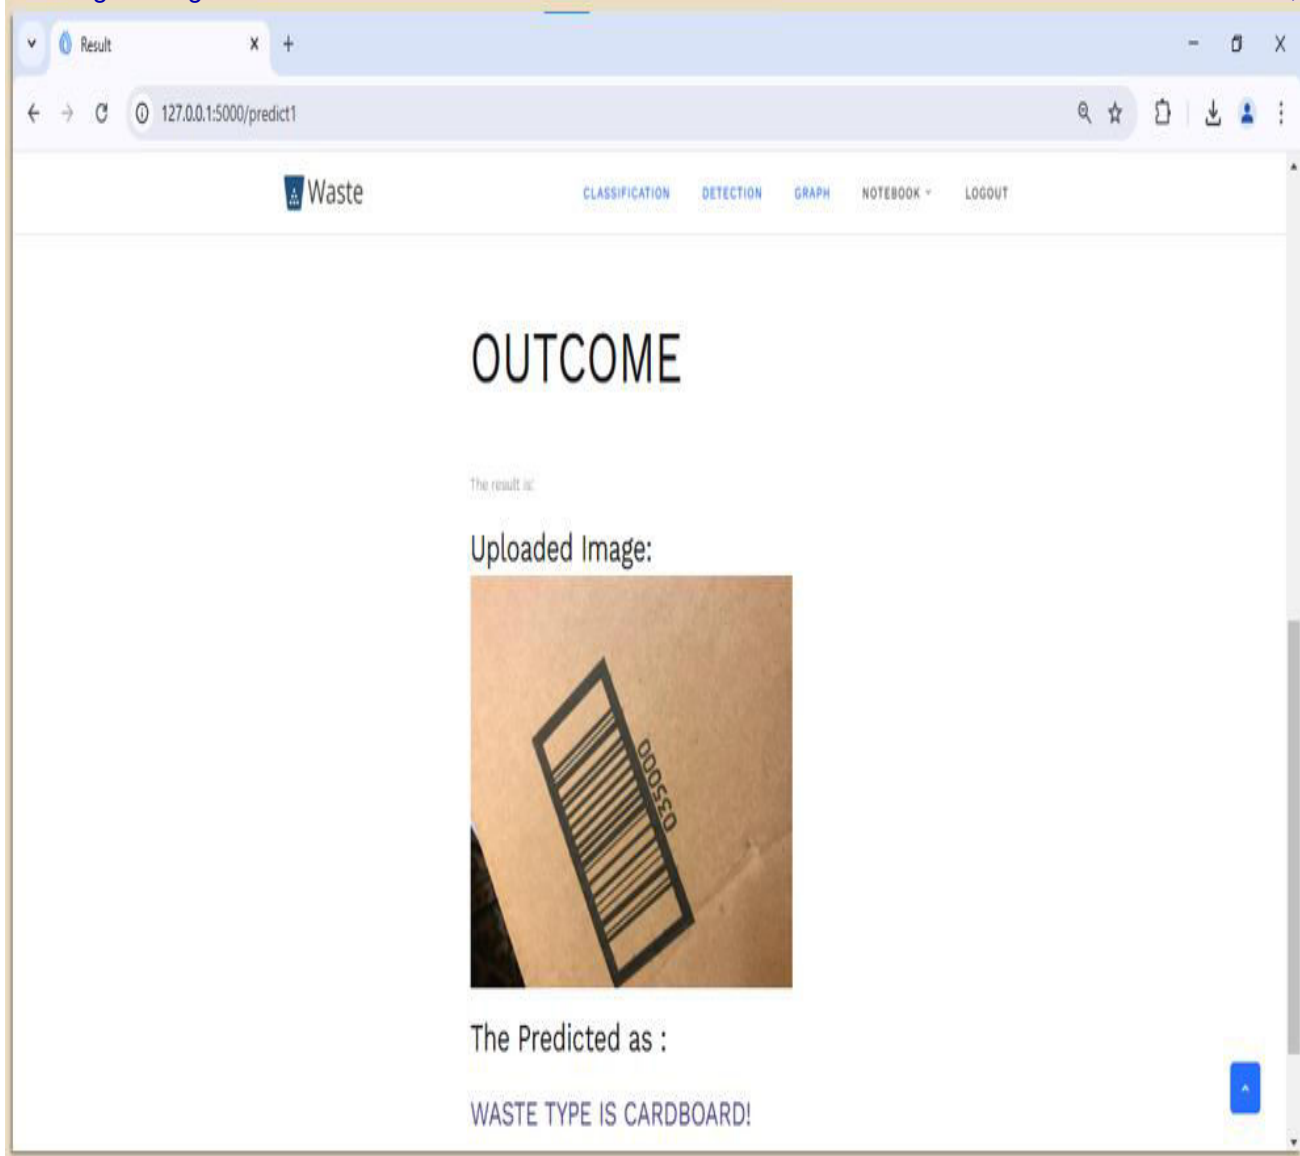 Result
127.0.0.1:5000/predict1
Waste
CLASSIFICATION DETECTION GRAPH NOTEBOOK LOGOUT
OUTCOME
The result is:
Uploaded Image:
035000
The Predicted as :
WASTE TYPE IS CARDBOARD!